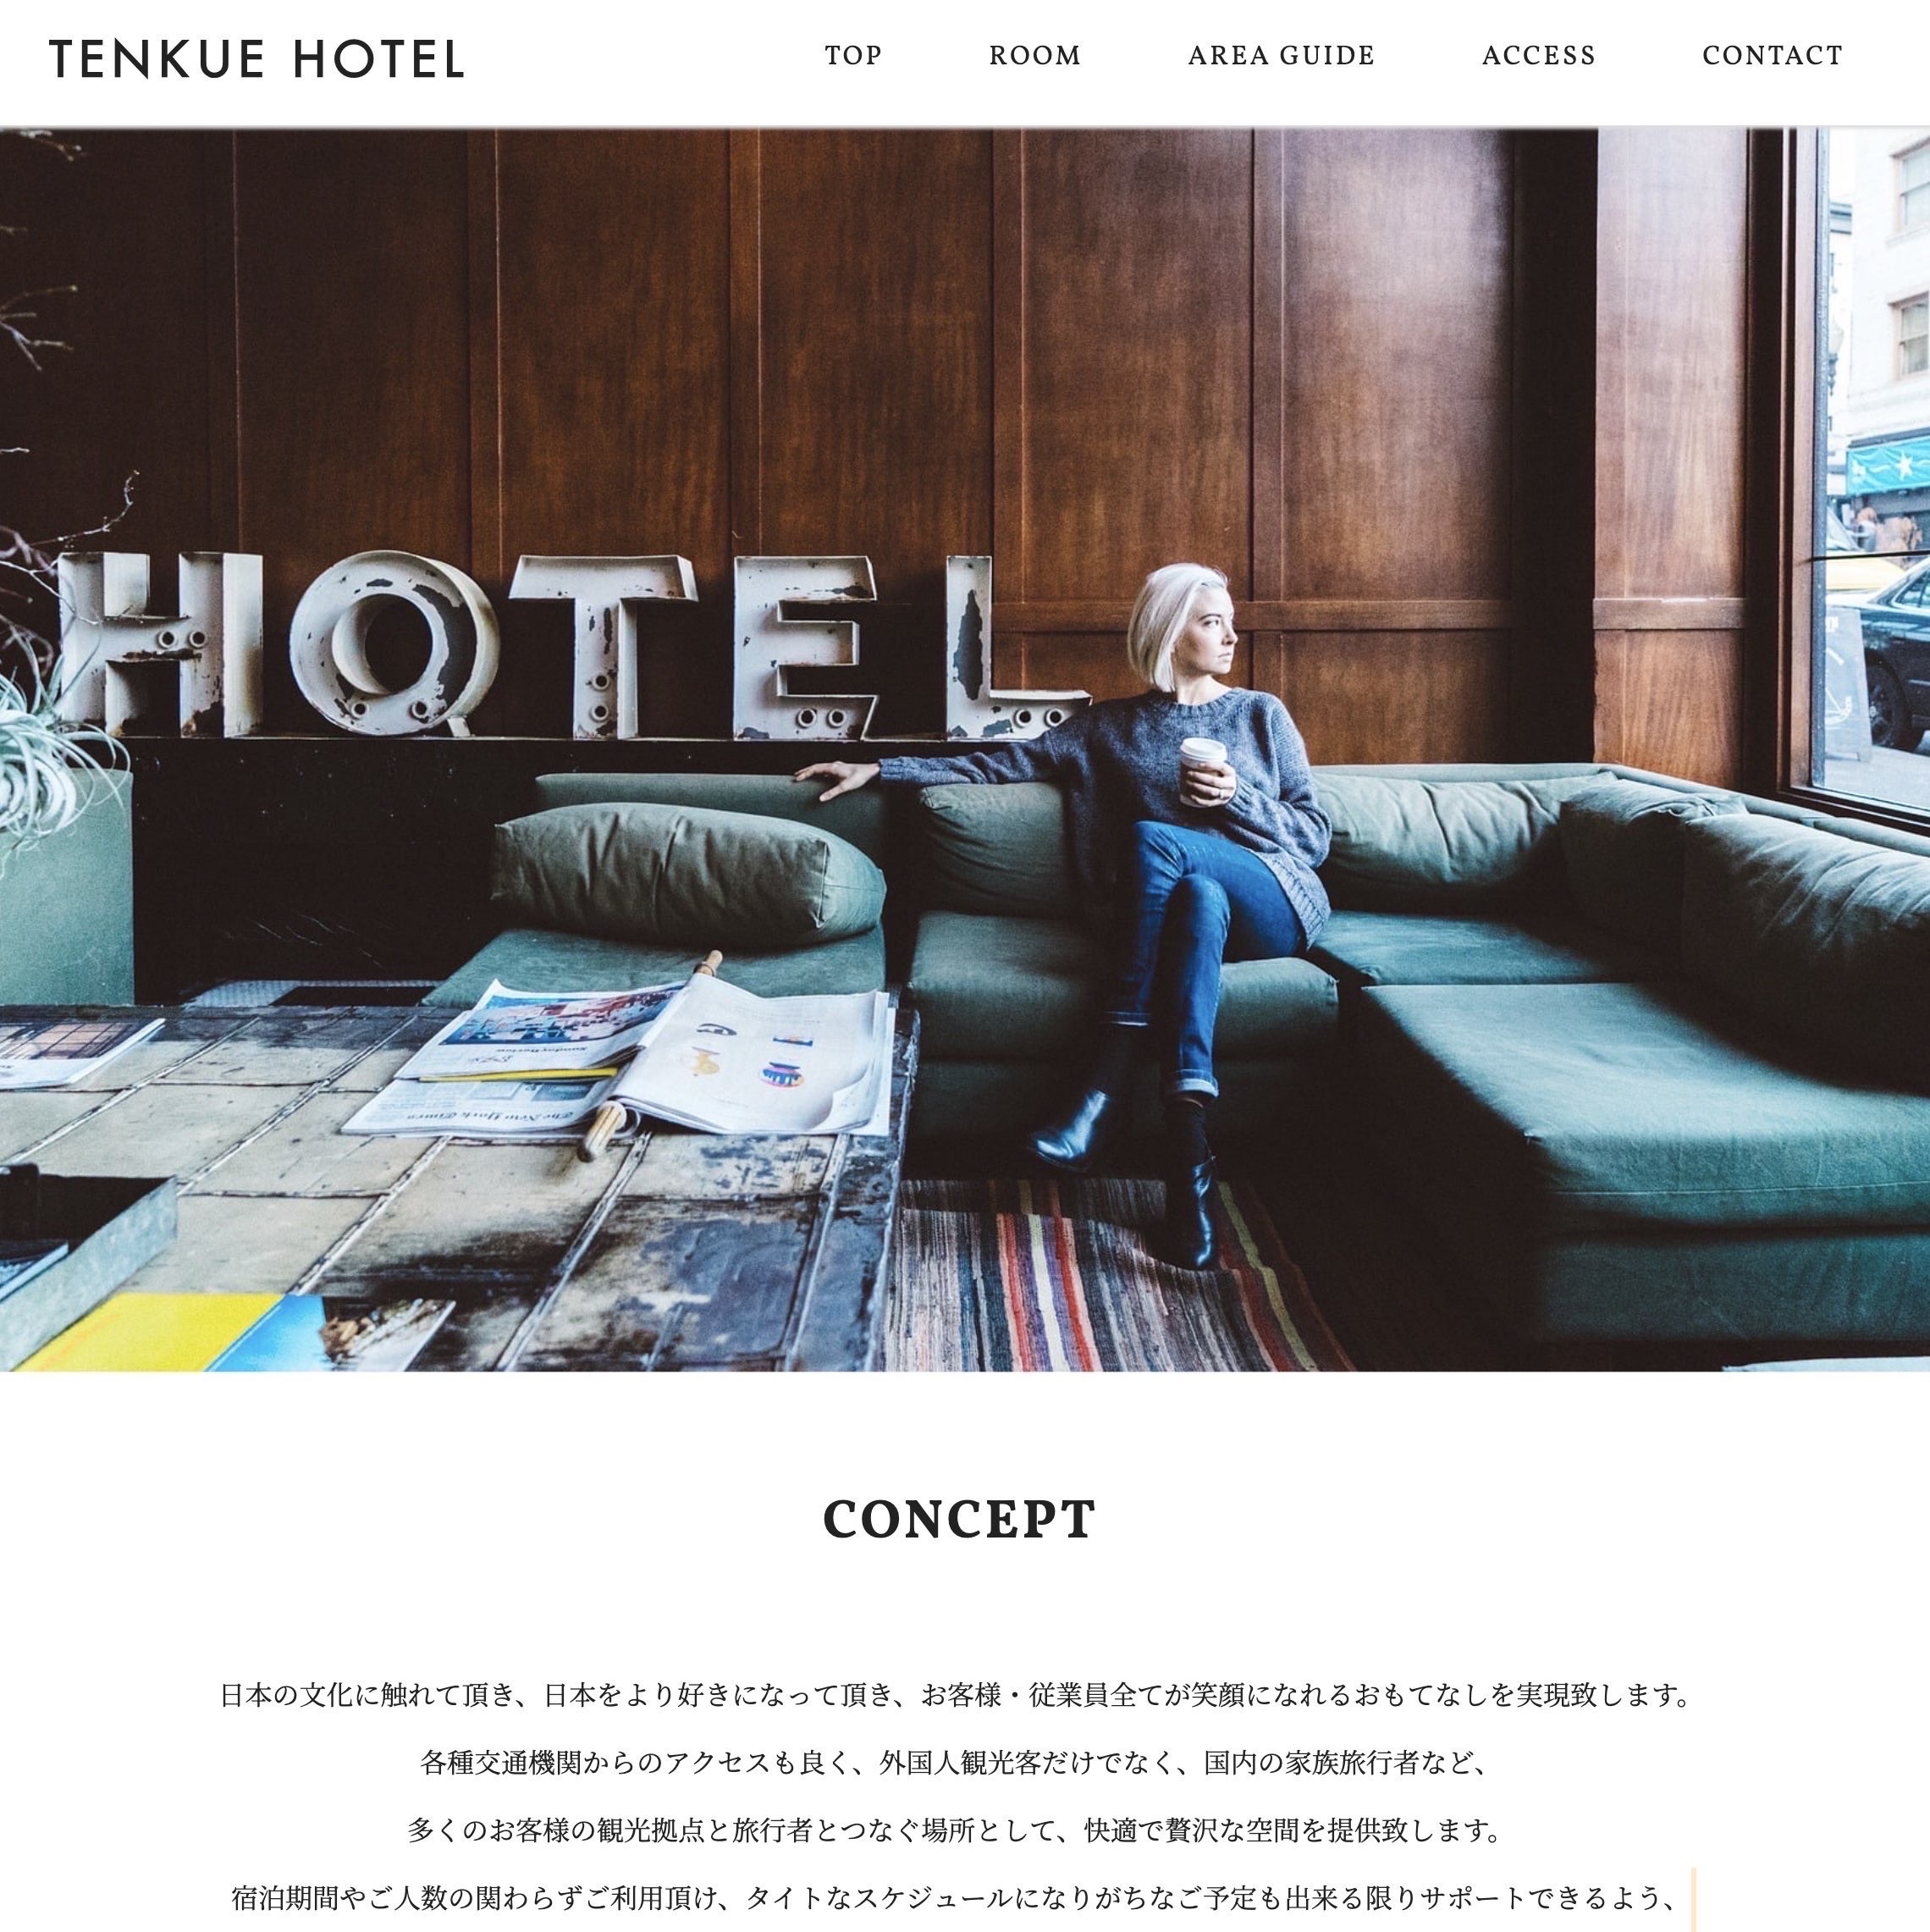 TENKUE HOTEL
TOP ROOM AREA GUIDE ACCESS CONTACT
HOTEL
Sunday Review
The New York Times
CONCEPT
日本の文化に触れて頂き、日本をより好きになって頂き、お客様・従業員全てが笑顔になれるおもてなしを実現致します。
各種交通機関からのアクセスも良く、外国人観光客だけでなく、国内の家族旅行者など、
多くのお客様の観光拠点と旅行者とつなぐ場所として、快適で贅沢な空間を提供致します。
宿泊期間やご人数の関わらずご利用頂け、タイトなスケジュールになりがちなご予定も出来る限りサポートできるよう、